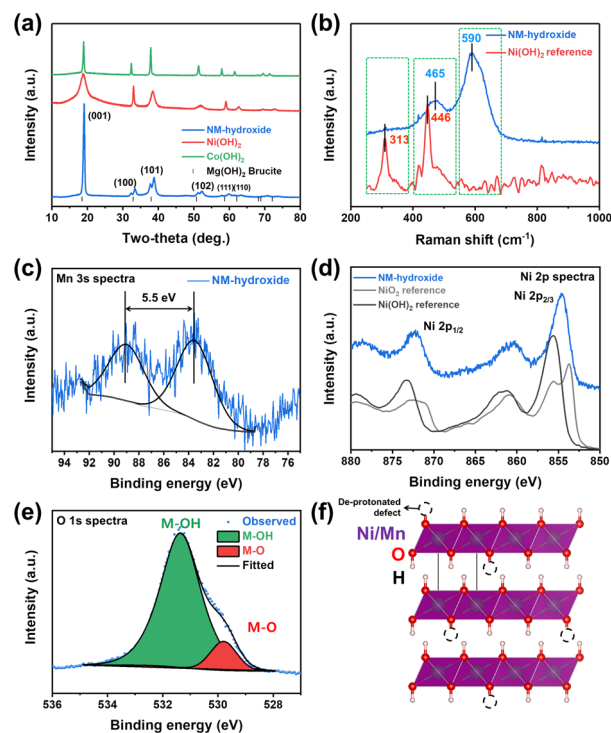 (a)
Intensity (a.u.)
(001)
(100)
(101)
(102)
(111)
(110)
NM-hydroxide
Ni(OH)₂
Co(OH)₂
Mg(OH)₂ Brucite
10 20 30 40 50 60 70 80
Two-theta (deg.)
(b)
Intensity (a.u.)
590
NM-hydroxide
Ni(OH)₂ reference
465
446
313
200 400 600 800 1000
Raman shift (cm⁻¹)
(c)
Mn 3s spectra
NM-hydroxide
5.5 eV
Intensity (a.u.)
94 92 90 88 86 84 82 80 78 76
Binding energy (eV)
(d)
NM-hydroxide
NiO₂ reference
Ni(OH)₂ reference
Ni 2p spectra
Ni 2p₂/₃
Ni 2p₁/₂
Intensity (a.u.)
880 875 870 865 860 855 850
Binding energy (eV)
(e)
O 1s spectra
M-OH
Observed
M-OH
M-O
Fitted
M-O
Intensity (a.u.)
536 534 532 530 528
Binding energy (eV)
(f)
De-protonated
defect
Ni/Mn
O
H